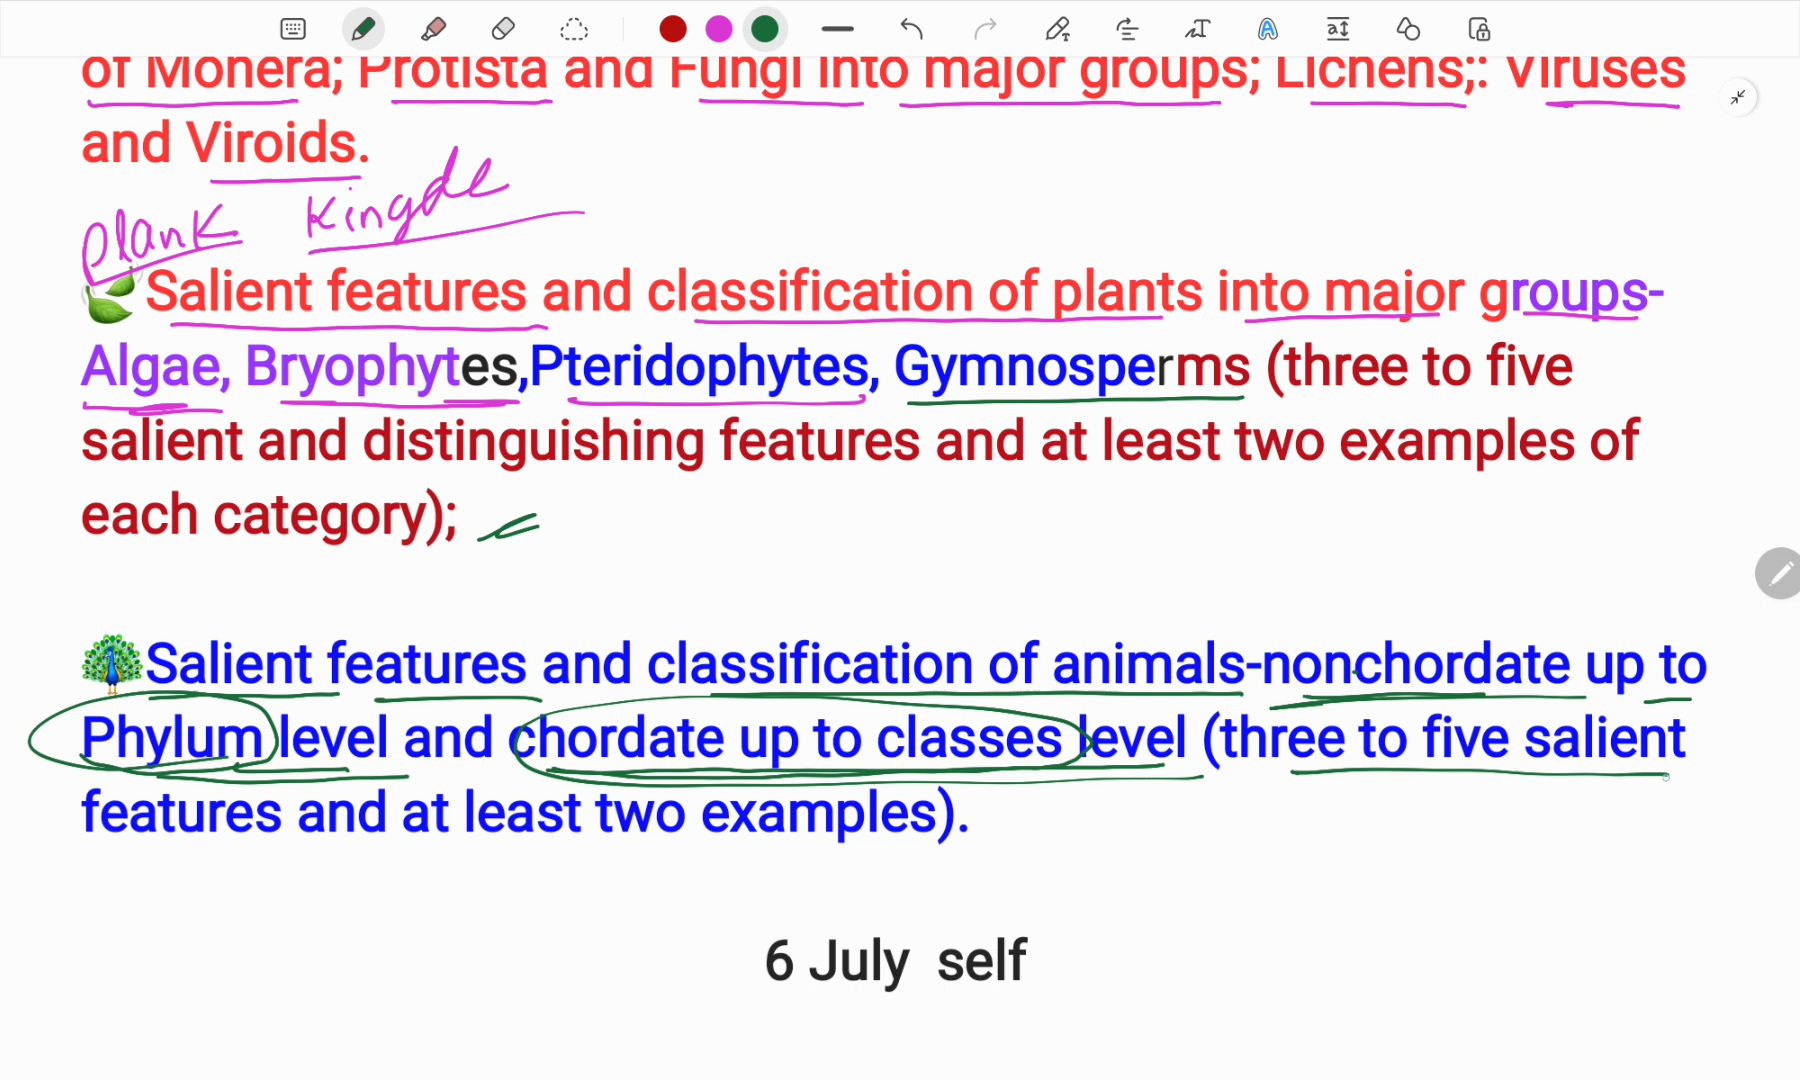 of Monera; Protista and Fungi into major groups; Lichens;: Viruses
and Viroids.
Plank Kingde
Salient features and classification of plants into major groups-
Algae, Bryophytes,Pteridophytes, Gymnosperms (three to five
salient and distinguishing features and at least two examples of
each category);
Salient features and classification of animals-nonchordate up to
Phylum level and chordate up to classes level (three to five salient
features and at least two examples).
6 July self